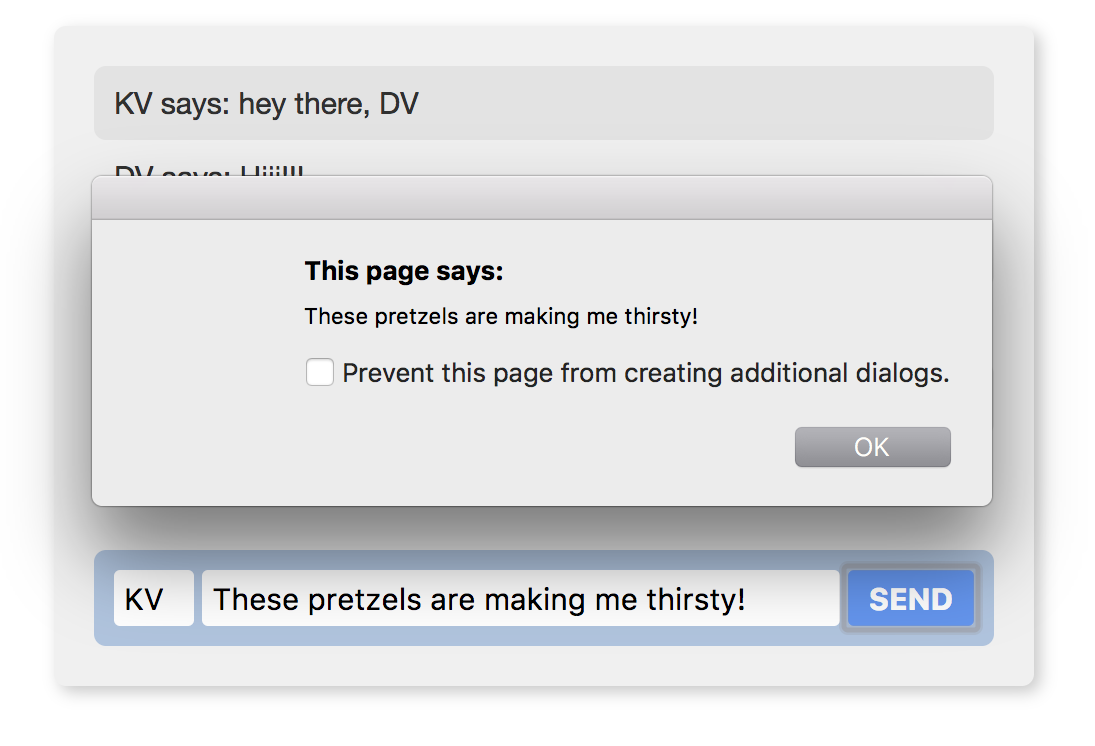 KV says: hey there, DV
DV says: Hiii!!!
This page says:
These pretzels are making me thirsty!
Prevent this page from creating additional dialogs.
OK
KV
These pretzels are making me thirsty!
SEND